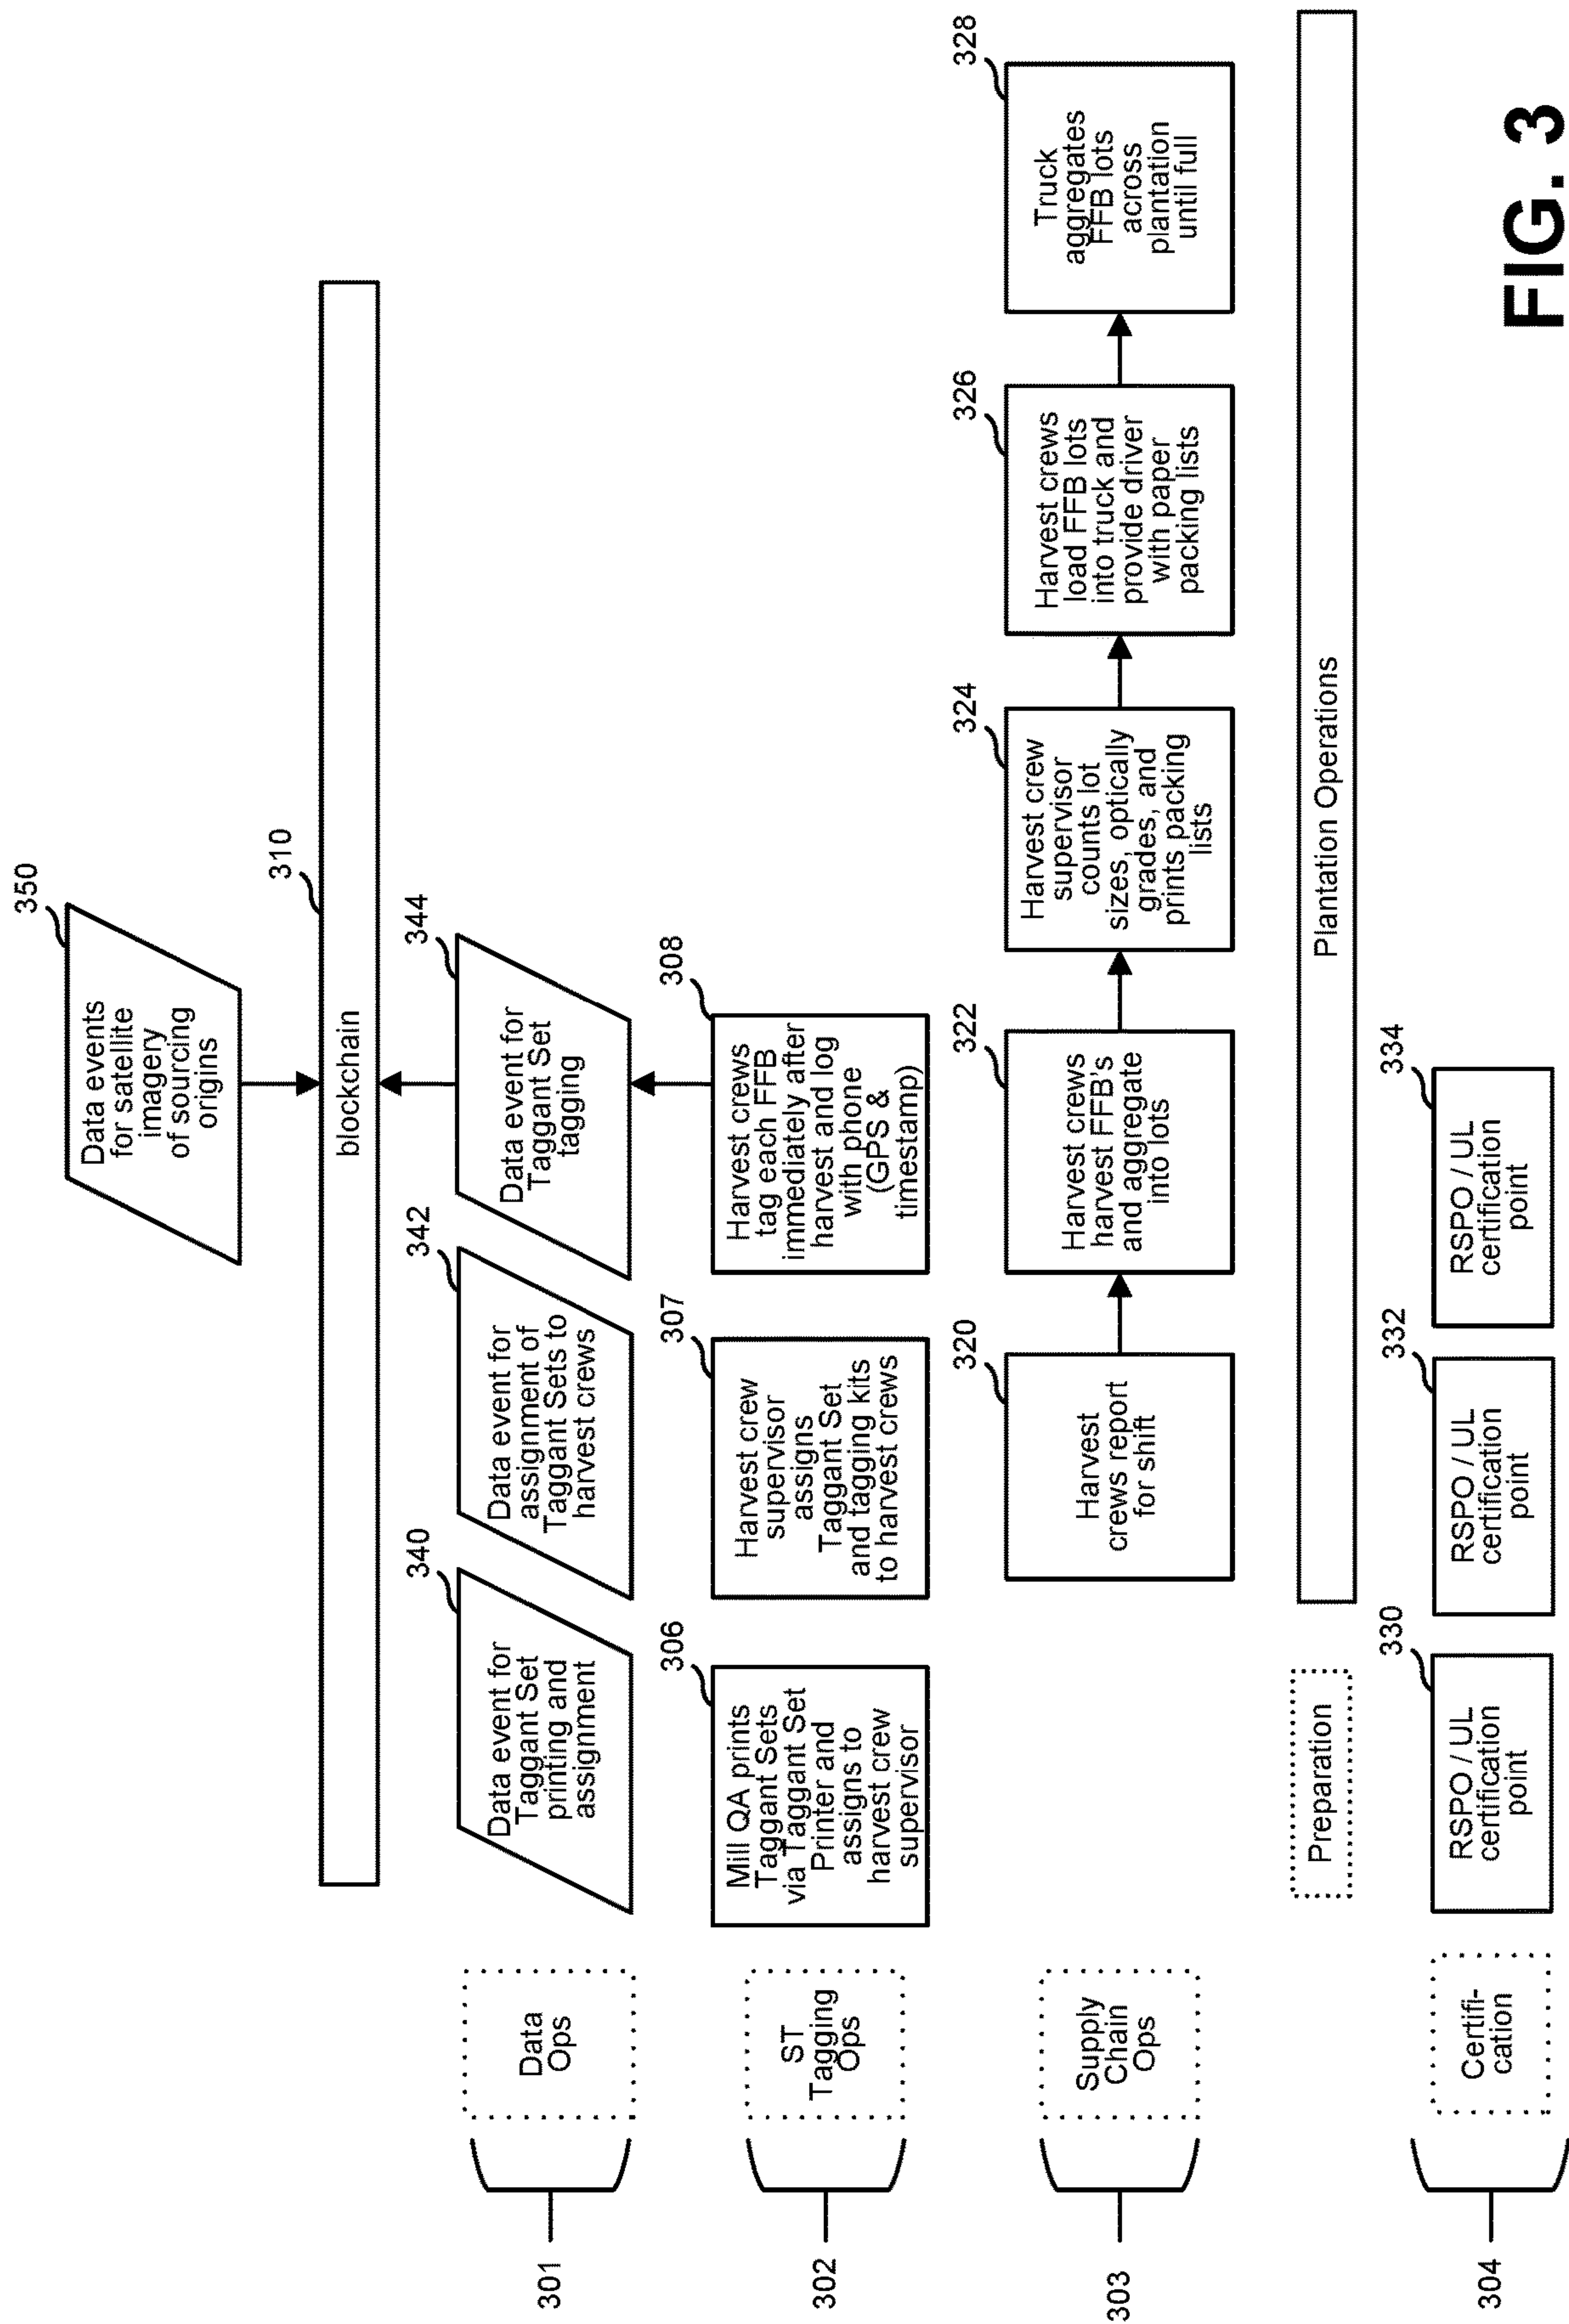 350
Data events
for satellite
imagery
of sourcing
origins
310
blockchain
301
Data
Ops
340
Data event for
Taggant Set
printing and
assignment
342
Data event for
assignment of
Taggant Sets to
harvest crews
344
Data event for
Taggant Set
tagging
302
ST
Tagging
Ops
306
Mill QA prints
Taggant Sets
via Taggant Set
Printer and
assigns to
harvest crew
supervisor
307
Harvest crew
supervisor
assigns
Taggant Set
and tagging kits
to harvest crews
308
Harvest crews
tag each FFB
immediately after
harvest and log
with phone
(GPS &
timestamp)
303
Supply
Chain
Ops
320
Harvest
crews report
for shift
322
Harvest crews
harvest FFB's
and aggregate
into lots
324
Harvest crew
supervisor
counts lot
sizes, optically
grades, and
prints packing
lists
326
Harvest crews
load FFB lots
into truck and
provide driver
with paper
packing lists
328
Truck
aggregates
FFB lots
across
plantation
until full
Preparation
Plantation Operations
304
Certifi-
cation
330
RSPO / UL
certification
point
332
RSPO / UL
certification
point
334
RSPO / UL
certification
point
FIG. 3